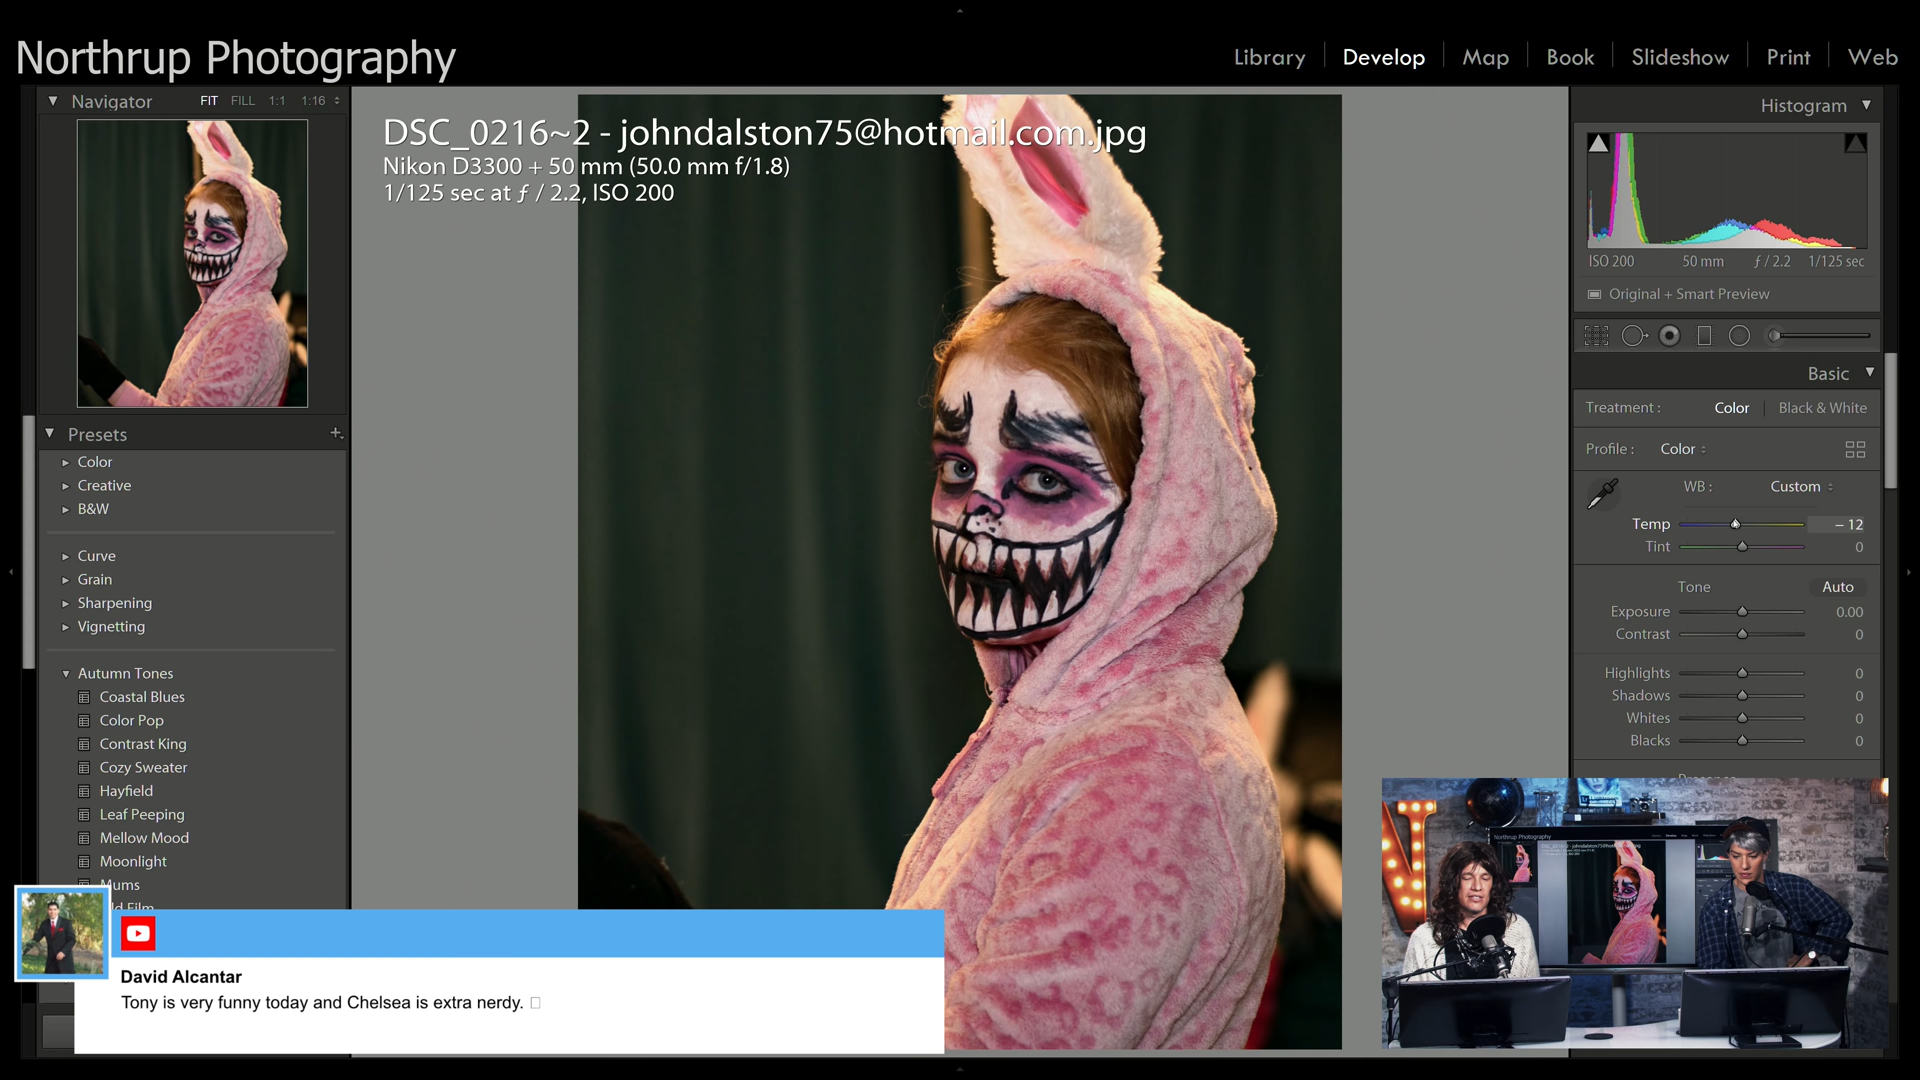 Northrup Photography
Library
Develop
Map
Book
Slideshow
Print
Web
Navigator
FIT
FILL
1:1
1:16
Presets
Color
Creative
B&W
Curve
Grain
Sharpening
Vignetting
Autumn Tones
Coastal Blues
Color Pop
Contrast King
Cozy Sweater
Hayfield
Leaf Peeping
Mellow Mood
Moonlight
Mums
DSC_0216~2 - johndalston75@hotmail.com.jpg
Nikon D3300 + 50 mm (50.0 mm f/1.8)
1/125 sec at ƒ / 2.2, ISO 200
Histogram
ISO 200
50 mm
ƒ / 2.2
1/125 sec
Original + Smart Preview
Basic
Treatment :
Color
Black & White
Profile :
Color
WB :
Custom
Temp
– 12
Tint
0
Tone
Auto
Exposure
0.00
Contrast
0
Highlights
0
Shadows
0
Whites
0
Blacks
0
David Alcantar
Tony is very funny today and Chelsea is extra nerdy.
N
Northrup Photography